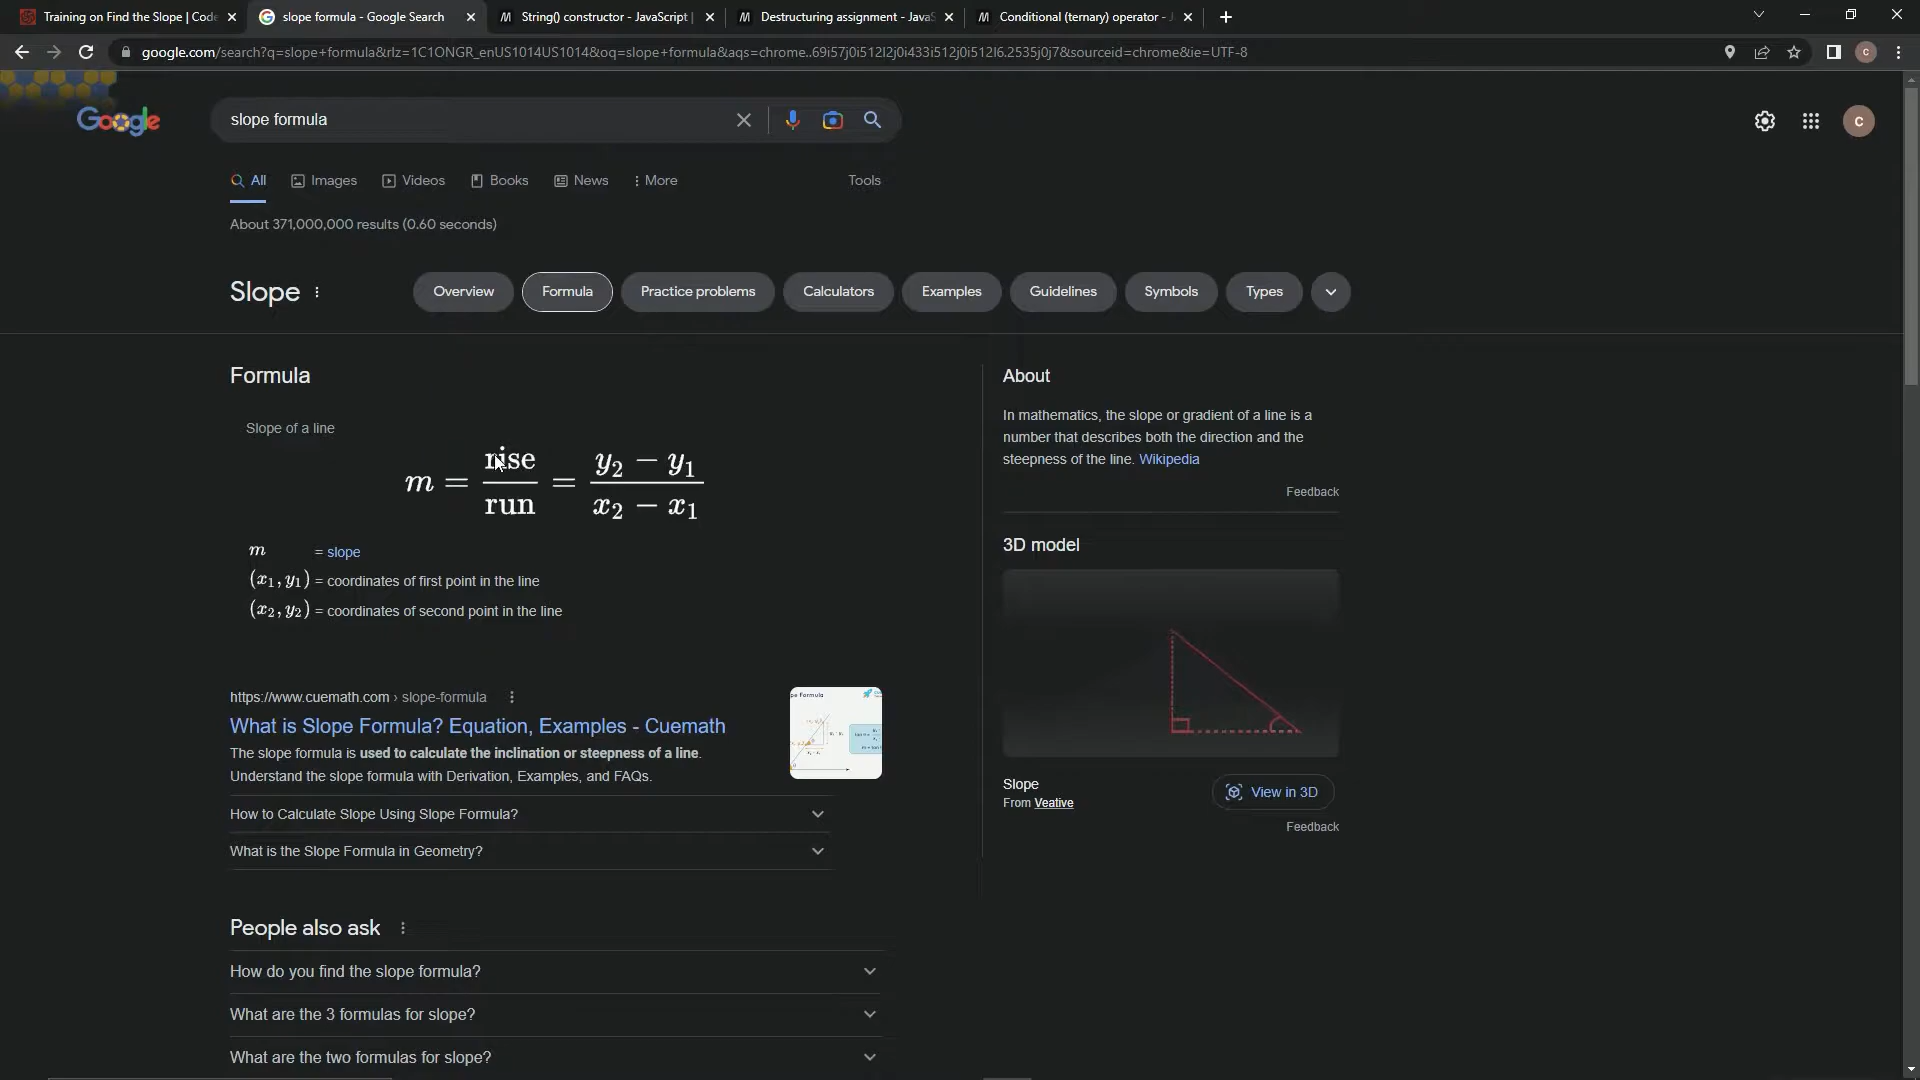 Training on Find the Slope | Code
slope formula - Google Search
String() constructor - JavaScript |
Destructuring assignment - JavaS
Conditional (ternary) operator - J
google.com/search?q=slope+formula&rlz=1C1ONGR_enUS1014US1014&oq=slope+formula&aqs=chrome..69i57j0i512l2j0i433i512j0i512l6.2535j0j7&sourceid=chrome&ie=UTF-8
C
Google
slope formula
C
All Images Videos Books News More Tools
About 371,000,000 results (0.60 seconds)
Slope
Overview Formula Practice problems Calculators Examples Guidelines Symbols Types
Formula
Slope of a line
m = rise/run = (y₂ − y₁)/(x₂ − x₁)
m = slope
(x₁, y₁) = coordinates of first point in the line
(x₂, y₂) = coordinates of second point in the line
https://www.cuemath.com › slope-formula
What is Slope Formula? Equation, Examples - Cuemath
The slope formula is used to calculate the inclination or steepness of a line.
Understand the slope formula with Derivation, Examples, and FAQs.
How to Calculate Slope Using Slope Formula?
What is the Slope Formula in Geometry?
People also ask
How do you find the slope formula?
What are the 3 formulas for slope?
What are the two formulas for slope?
About
In mathematics, the slope or gradient of a line is a
number that describes both the direction and the
steepness of the line. Wikipedia
Feedback
3D model
Slope
From Veative
View in 3D
Feedback